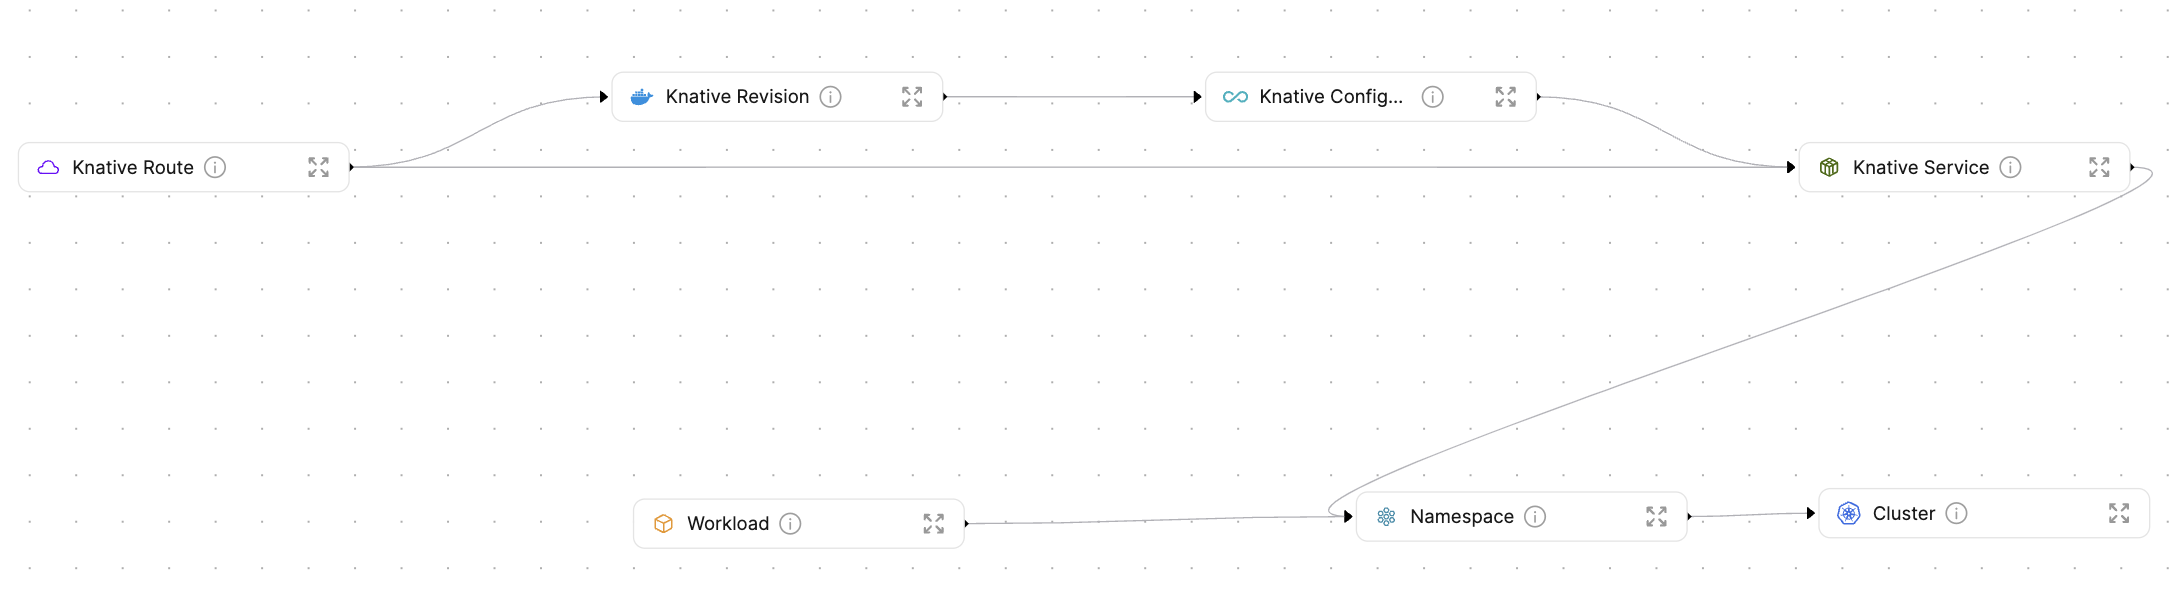 Knative Revision
Knative Config...
Knative Route
Knative Service
Workload
Namespace
Cluster